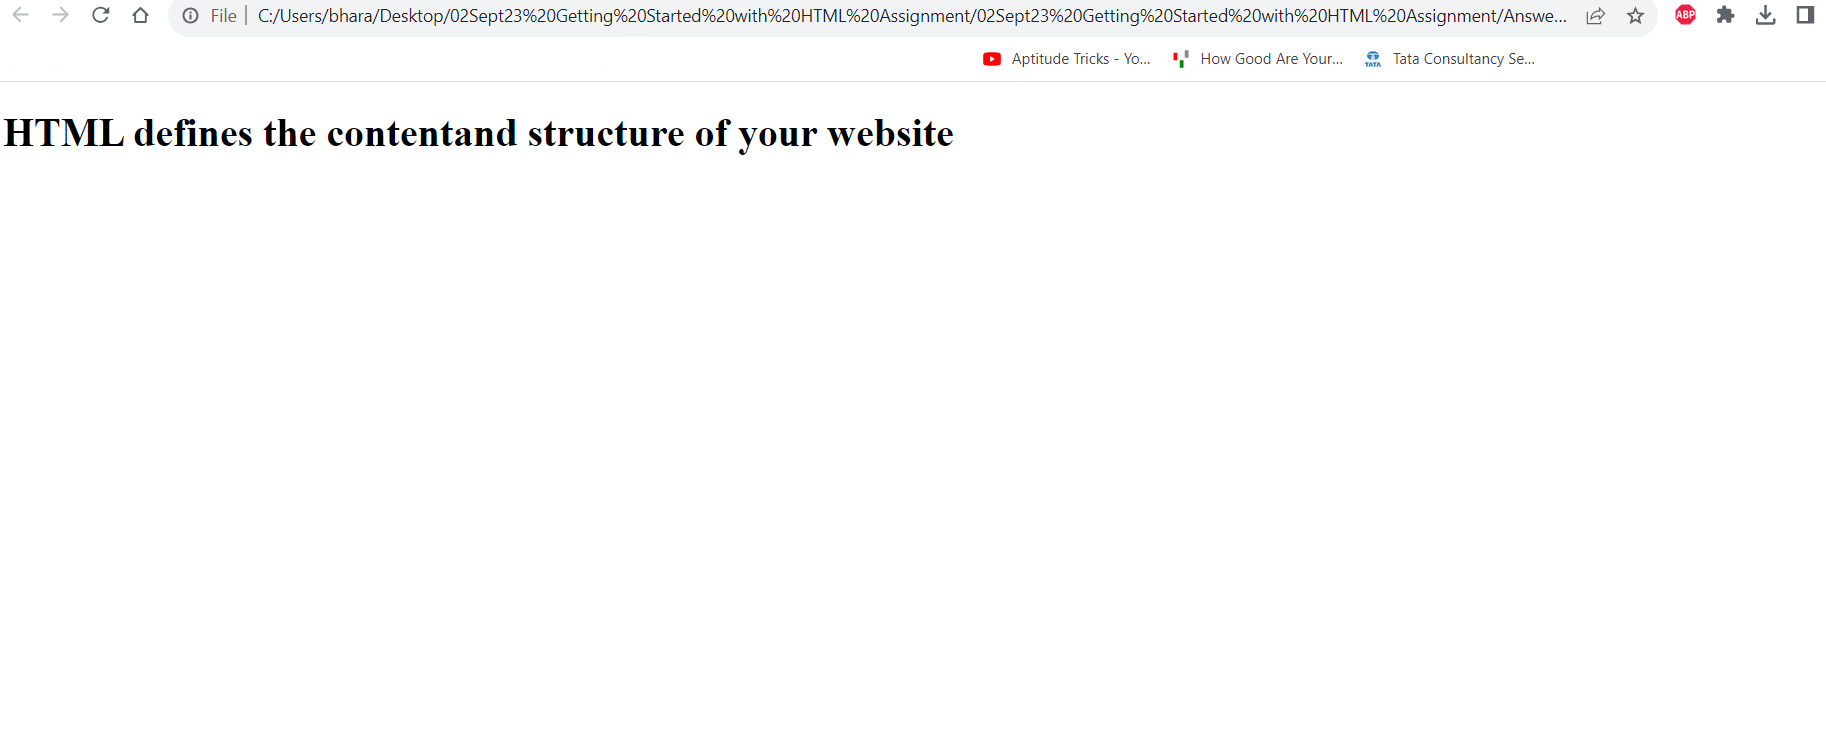 File | C:/Users/bhara/Desktop/02Sept23%20Getting%20Started%20with%20HTML%20Assignment/02Sept23%20Getting%20Started%20with%20HTML%20Assignment/Answe... ABP
Aptitude Tricks - Yo... How Good Are Your... TATA Tata Consultancy Se...
HTML defines the contentand structure of your website